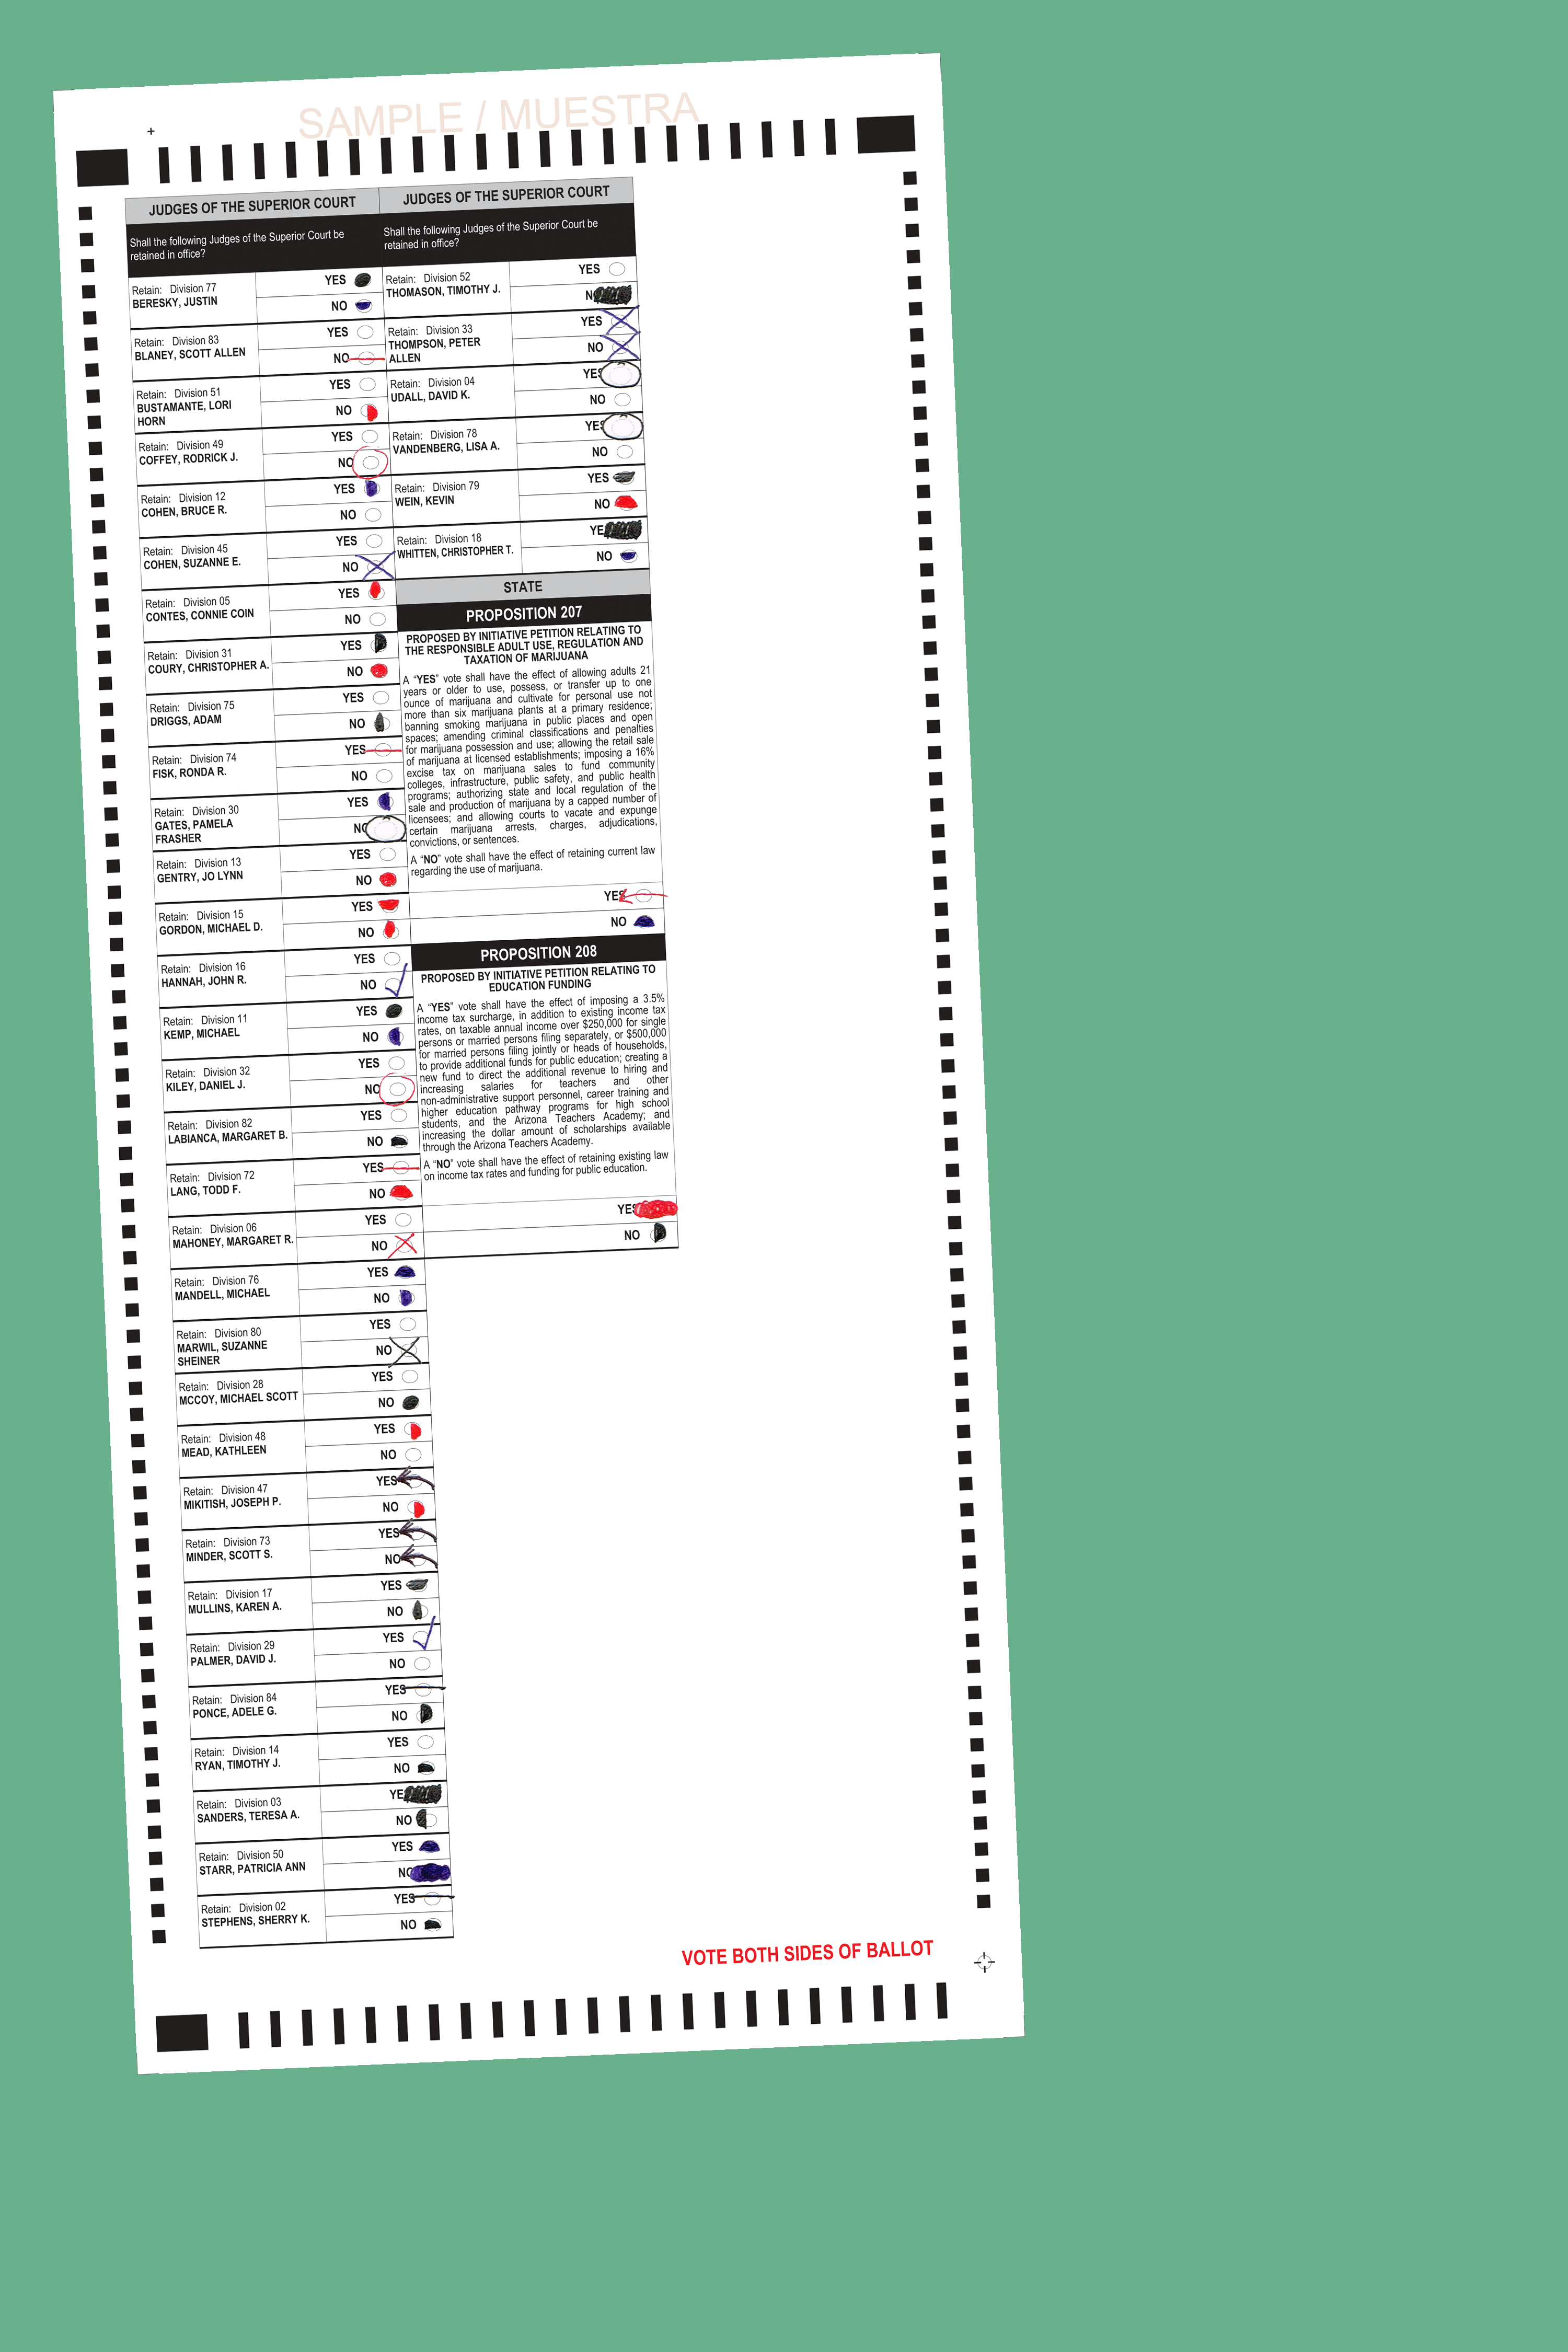 SAMPLE / MUESTRA
JUDGES OF THE SUPERIOR COURT
Shall the following Judges of the Superior Court be
retained in office?
Retain: Division 77
BERESKY, JUSTIN
YES
NO
Retain: Division 83
BLANEY, SCOTT ALLEN
YES
NO
Retain: Division 51
BUSTAMANTE, LORI
HORN
YES
NO
Retain: Division 49
COFFEY, RODRICK J.
YES
NO
Retain: Division 12
COHEN, BRUCE R.
YES
NO
Retain: Division 45
COHEN, SUZANNE E.
YES
NO
Retain: Division 05
CONTES, CONNIE COIN
YES
NO
Retain: Division 31
COURY, CHRISTOPHER A.
YES
NO
Retain: Division 75
DRIGGS, ADAM
YES
NO
Retain: Division 74
FISK, RONDA R.
YES
NO
Retain: Division 30
GATES, PAMELA
FRASHER
YES
NO
Retain: Division 13
GENTRY, JO LYNN
YES
NO
Retain: Division 15
GORDON, MICHAEL D.
YES
NO
Retain: Division 16
HANNAH, JOHN R.
YES
NO
Retain: Division 11
KEMP, MICHAEL
YES
NO
Retain: Division 32
KILEY, DANIEL J.
YES
NO
Retain: Division 82
LABIANCA, MARGARET B.
YES
NO
Retain: Division 72
LANG, TODD F.
YES
NO
Retain: Division 06
MAHONEY, MARGARET R.
YES
NO
Retain: Division 76
MANDELL, MICHAEL
YES
NO
Retain: Division 80
MARWIL, SUZANNE
SHEINER
YES
NO
Retain: Division 28
MCCOY, MICHAEL SCOTT
YES
NO
Retain: Division 48
MEAD, KATHLEEN
YES
NO
Retain: Division 47
MIKITISH, JOSEPH P.
YES
NO
Retain: Division 73
MINDER, SCOTT S.
YES
NO
Retain: Division 17
MULLINS, KAREN A.
YES
NO
Retain: Division 29
PALMER, DAVID J.
YES
NO
Retain: Division 84
PONCE, ADELE G.
YES
NO
Retain: Division 14
RYAN, TIMOTHY J.
YES
NO
Retain: Division 03
SANDERS, TERESA A.
YE
NO
Retain: Division 50
STARR, PATRICIA ANN
YES
NO
Retain: Division 02
STEPHENS, SHERRY K.
YES
NO
JUDGES OF THE SUPERIOR COURT
Shall the following Judges of the Superior Court be
retained in office?
Retain: Division 52
THOMASON, TIMOTHY J.
YES
N
Retain: Division 33
THOMPSON, PETER
ALLEN
YES
NO
Retain: Division 04
UDALL, DAVID K.
YES
NO
Retain: Division 78
VANDENBERG, LISA A.
YES
NO
Retain: Division 79
WEIN, KEVIN
YES
NO
Retain: Division 18
WHITTEN, CHRISTOPHER T.
YE
NO
STATE
PROPOSITION 207
PROPOSED BY INITIATIVE PETITION RELATING TO
THE RESPONSIBLE ADULT USE, REGULATION AND
TAXATION OF MARIJUANA
A “YES” vote shall have the effect of allowing adults 21
years or older to use, possess, or transfer up to one
ounce of marijuana and cultivate for personal use not
more than six marijuana plants at a primary residence;
banning smoking marijuana in public places and open
spaces; amending criminal classifications and penalties
for marijuana possession and use; allowing the retail sale
of marijuana at licensed establishments; imposing a 16%
excise tax on marijuana sales to fund community
colleges, infrastructure, public safety, and public health
programs; authorizing state and local regulation of the
sale and production of marijuana by a capped number of
licensees; and allowing courts to vacate and expunge
certain marijuana arrests, charges, adjudications,
convictions, or sentences.
A “NO” vote shall have the effect of retaining current law
regarding the use of marijuana.
YES
NO
PROPOSITION 208
PROPOSED BY INITIATIVE PETITION RELATING TO
EDUCATION FUNDING
A “YES” vote shall have the effect of imposing a 3.5%
income tax surcharge, in addition to existing income tax
rates, on taxable annual income over $250,000 for single
persons or married persons filing separately, or $500,000
for married persons filing jointly or heads of households,
to provide additional funds for public education; creating a
new fund to direct the additional revenue to hiring and
increasing salaries for teachers and other
non-administrative support personnel, career training and
higher education pathway programs for high school
students, and the Arizona Teachers Academy; and
increasing the dollar amount of scholarships available
through the Arizona Teachers Academy.
A “NO” vote shall have the effect of retaining existing law
on income tax rates and funding for public education.
YES
NO
VOTE BOTH SIDES OF BALLOT